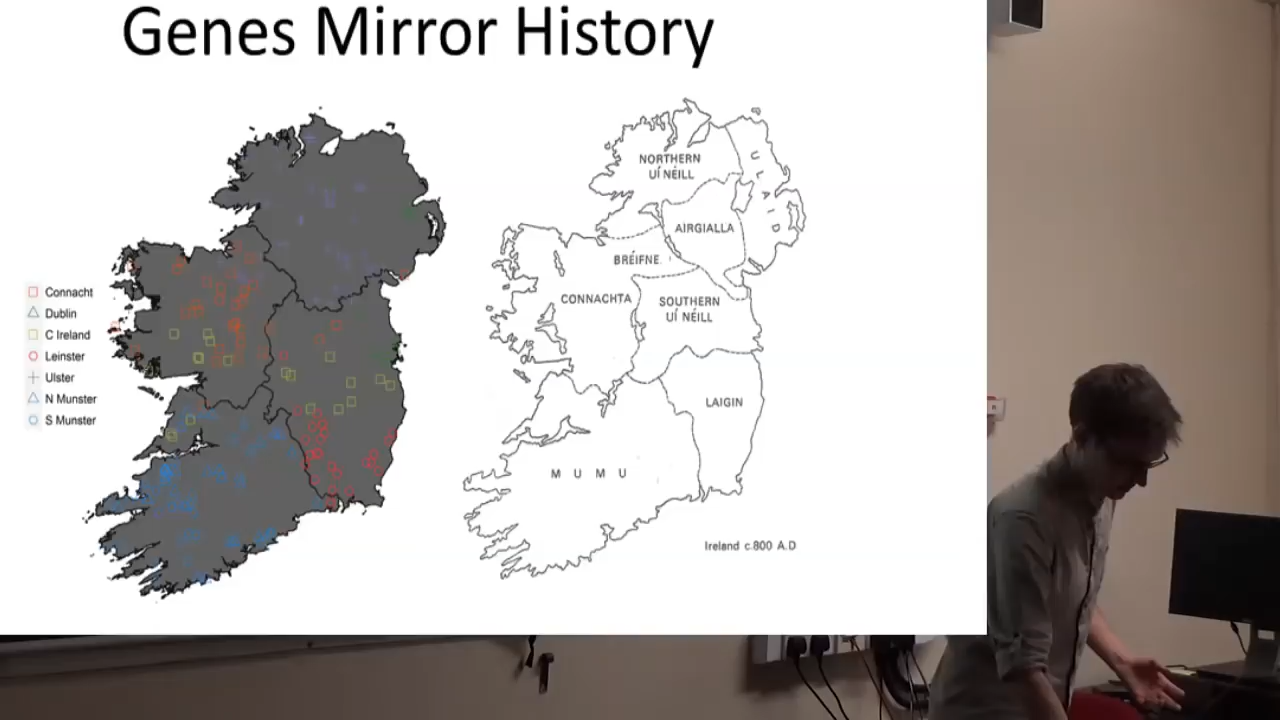 Genes Mirror History
Connacht
Dublin
C Ireland
Leinster
Ulster
N Munster
S Munster
NORTHERN
UÍ NÉILL
ULAID
AIRGIALLA
BRÉIFNE
CONNACHTA
SOUTHERN
UÍ NÉILL
LAIGIN
MUMU
Ireland c.800 A.D